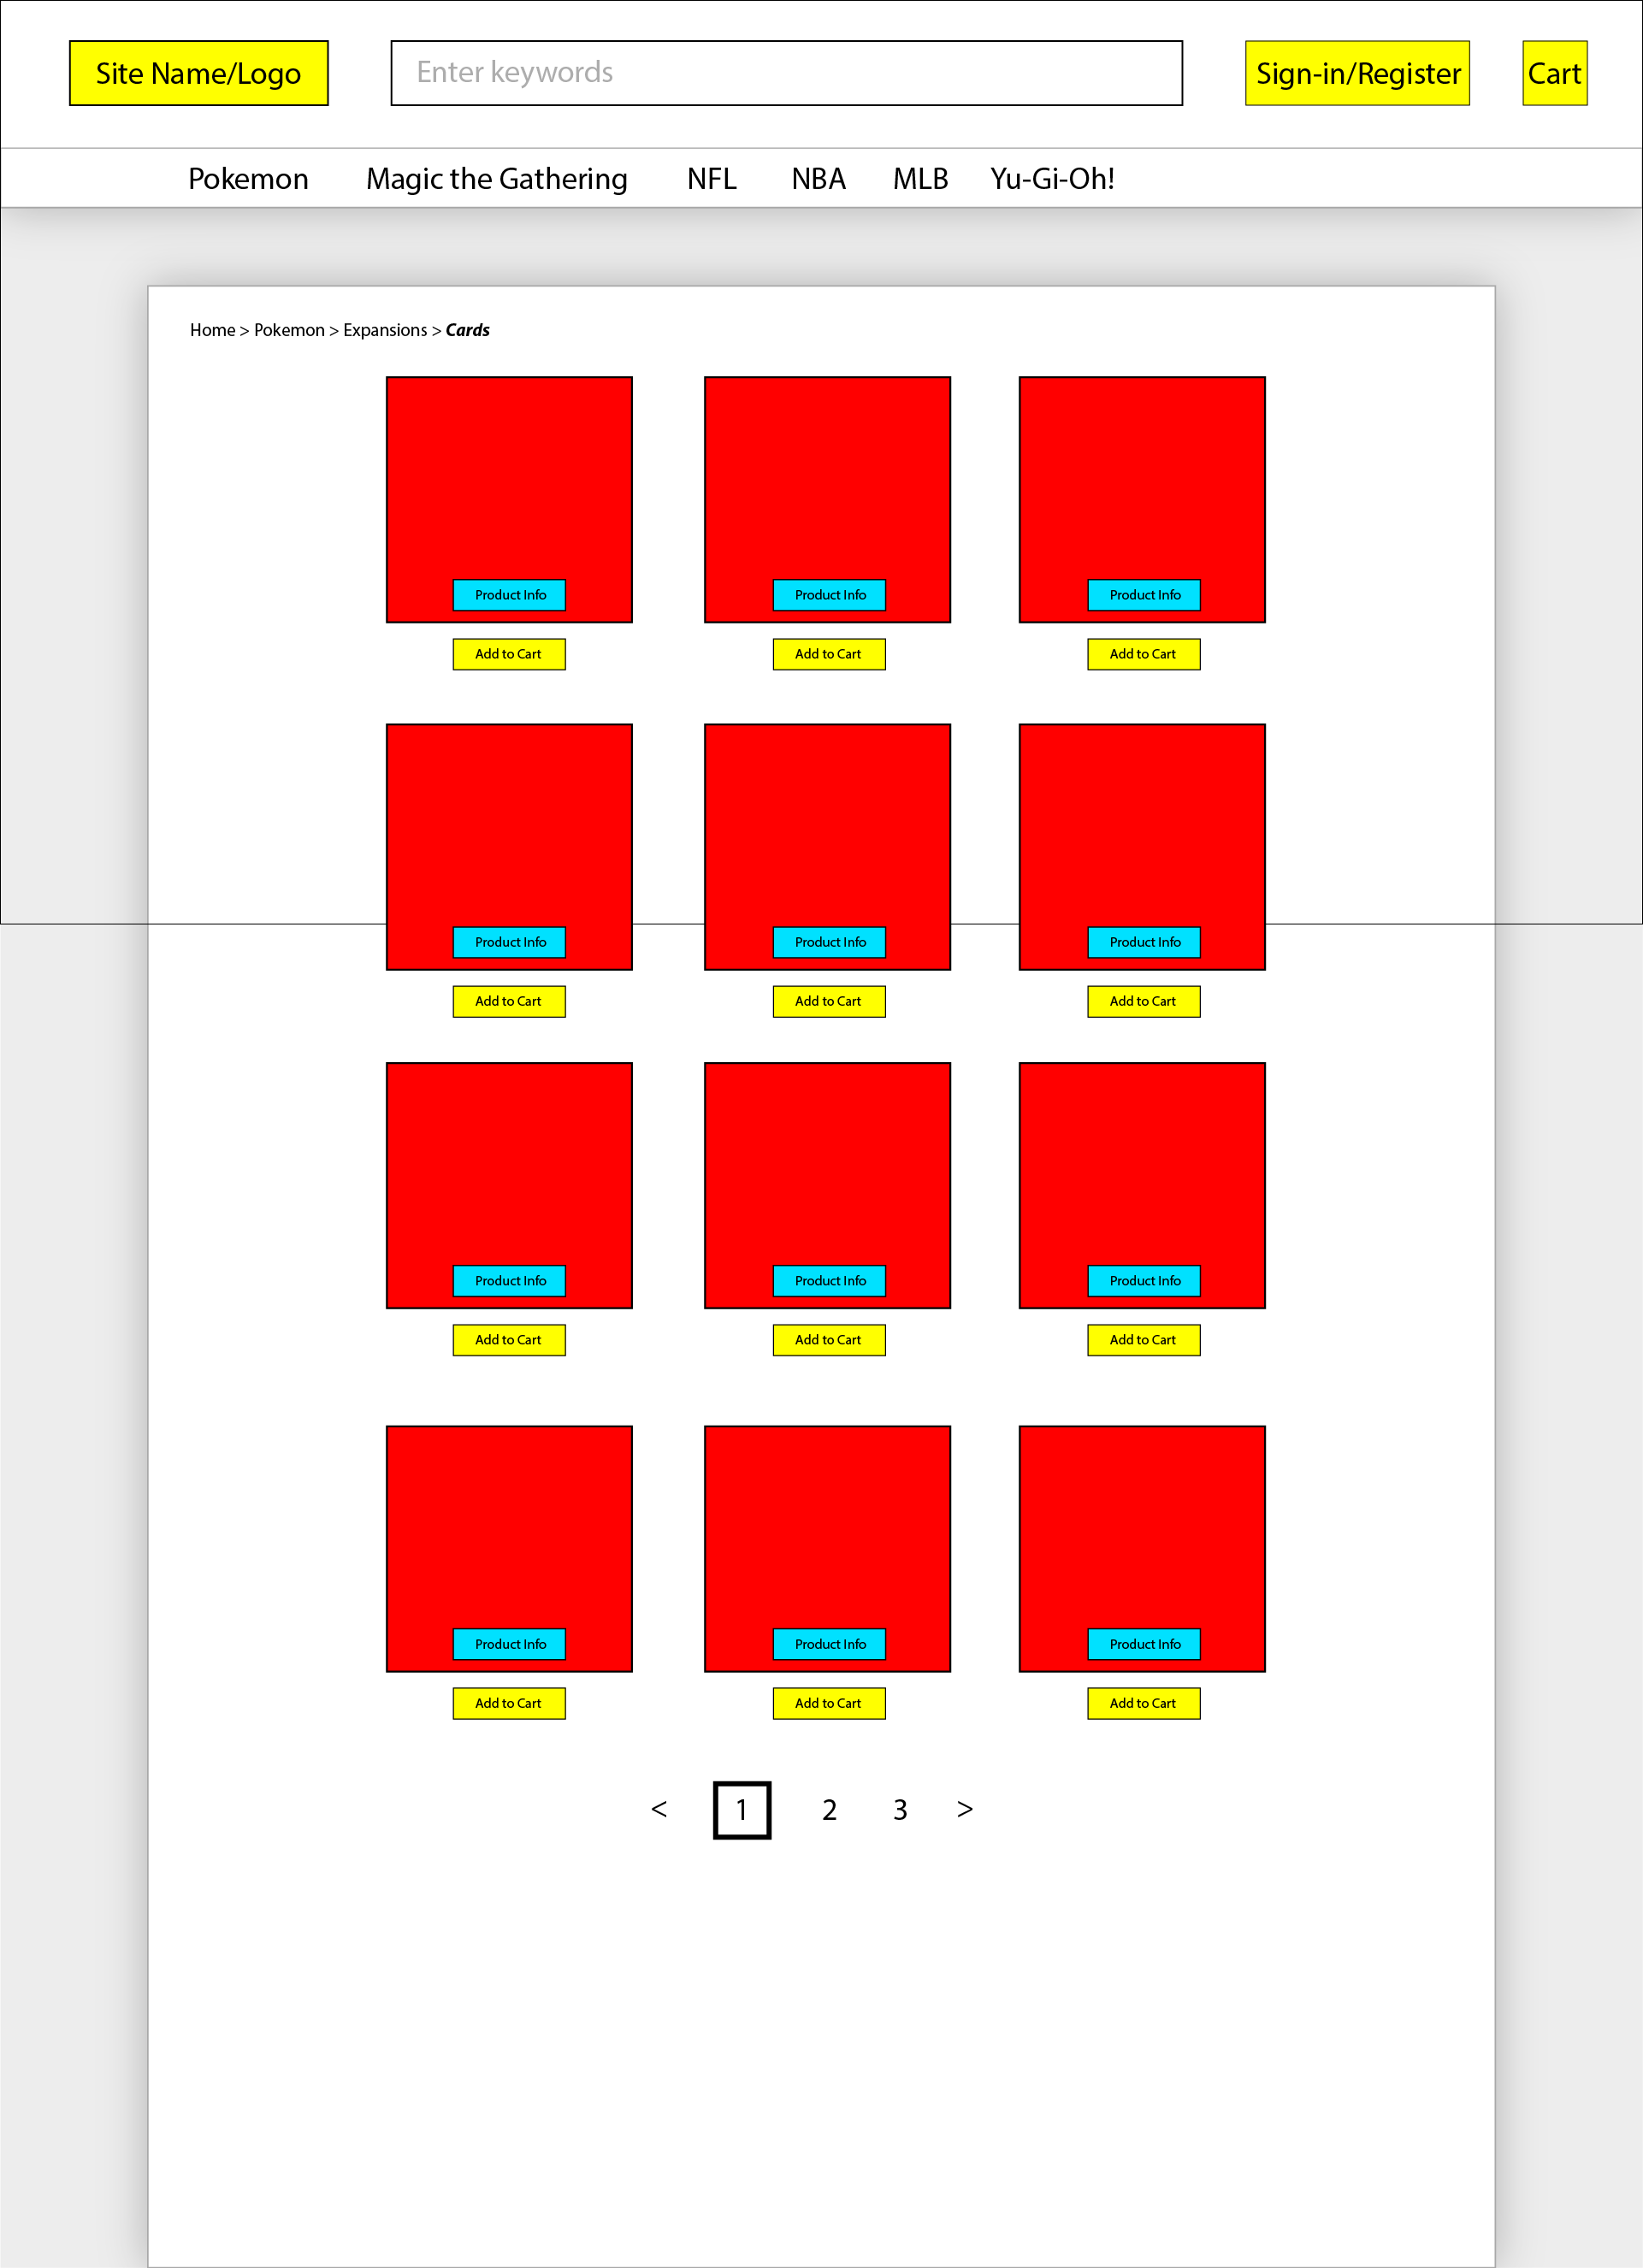 Site Name/Logo Enter keywords Sign-in/Register Cart
Pokemon Magic the Gathering NFL NBA MLB Yu-Gi-Oh!
Home > Pokemon > Expansions > Cards
Product Info Product Info Product Info
Add to Cart Add to Cart Add to Cart
Product Info Product Info Product Info
Add to Cart Add to Cart Add to Cart
Product Info Product Info Product Info
Add to Cart Add to Cart Add to Cart
Product Info Product Info Product Info
Add to Cart Add to Cart Add to Cart
< 1 2 3 >